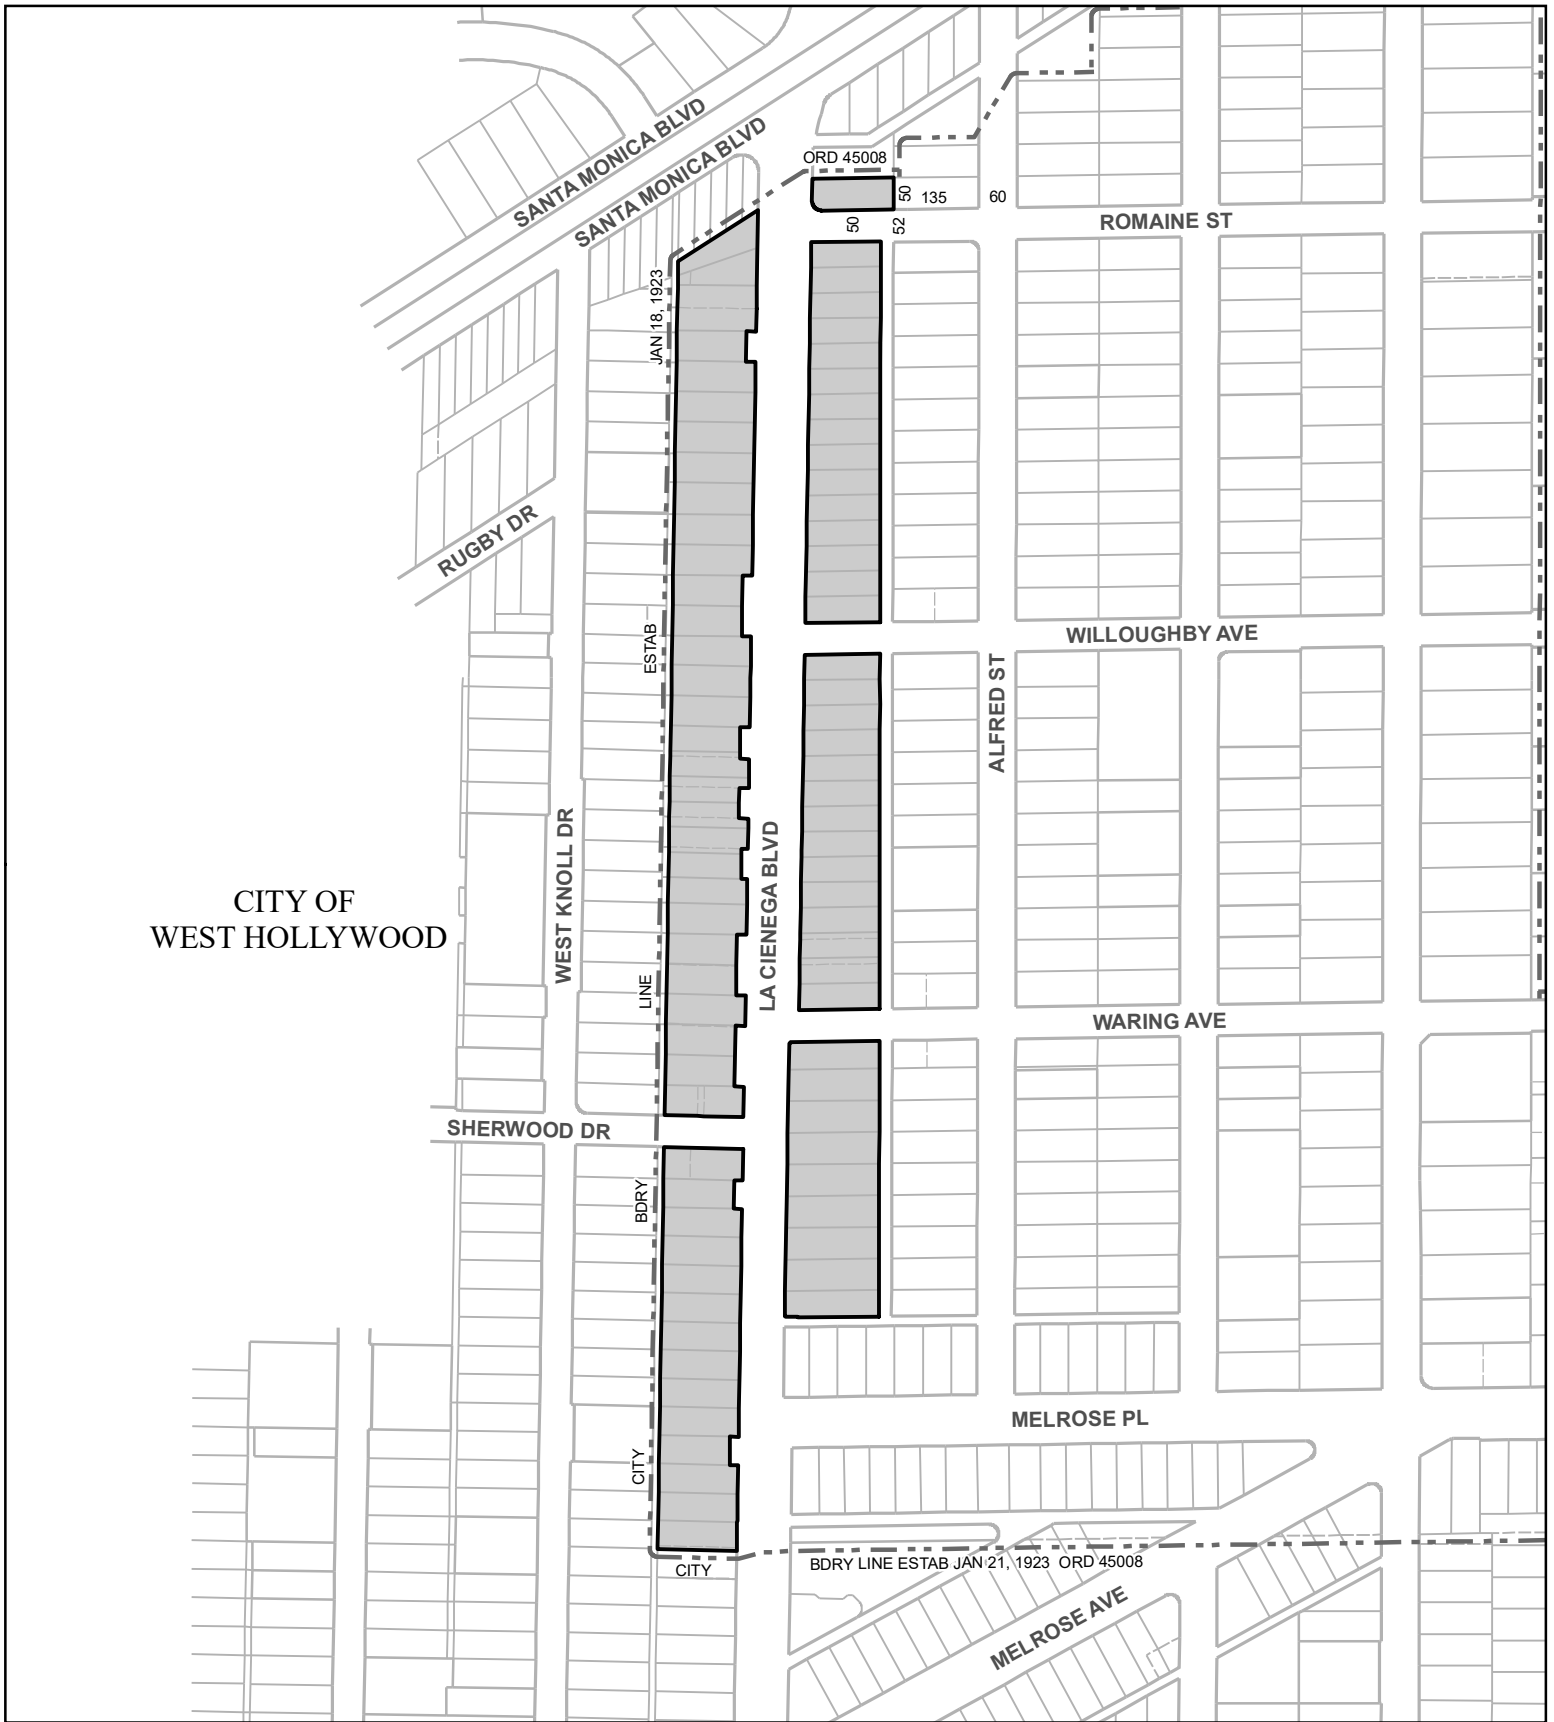 SANTA MONICA BLVD
SANTA MONICA BLVD
ORD 45008
50
135
60
50
52
ROMAINE ST
JAN 18, 1923
RUGBY DR
ESTAB
WILLOUGHBY AVE
ALFRED ST
WEST KNOLL DR
LA CIENEGA BLVD
CITY OF
WEST HOLLYWOOD
LINE
WARING AVE
SHERWOOD DR
BDRY
MELROSE PL
CITY
CITY
BDRY LINE ESTAB JAN 21, 1923 ORD 45008
MELROSE AVE